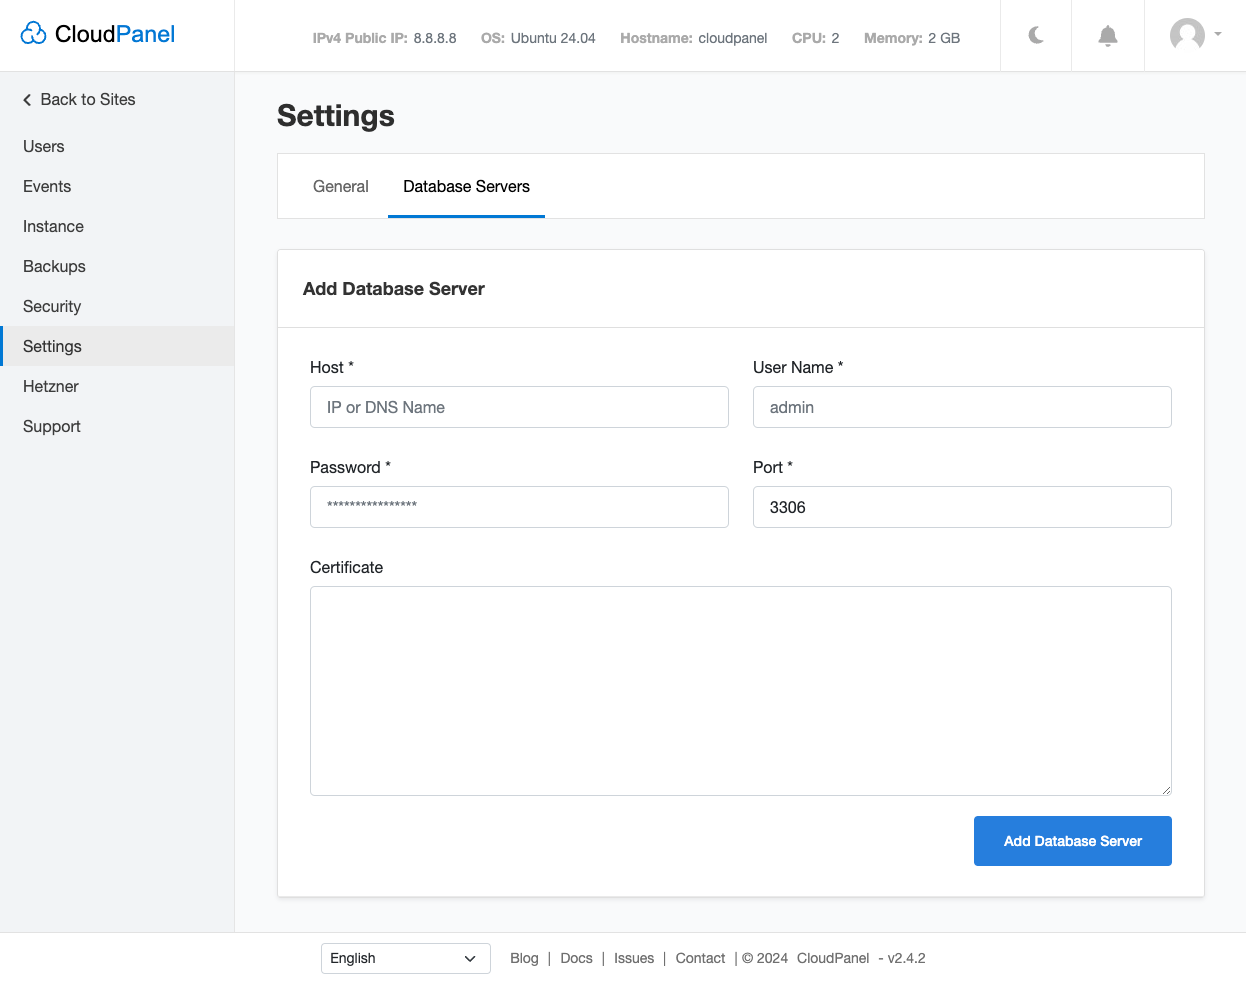 CloudPanel
IPv4 Public IP: 8.8.8.8 OS: Ubuntu 24.04 Hostname: cloudpanel CPU: 2 Memory: 2 GB
Back to Sites
Users
Events
Instance
Backups
Security
Settings
Hetzner
Support
Settings
General Database Servers
Add Database Server
Host * User Name *
IP or DNS Name admin
Password * Port *
**************** 3306
Certificate
Add Database Server
English Blog | Docs | Issues | Contact | © 2024 CloudPanel - v2.4.2